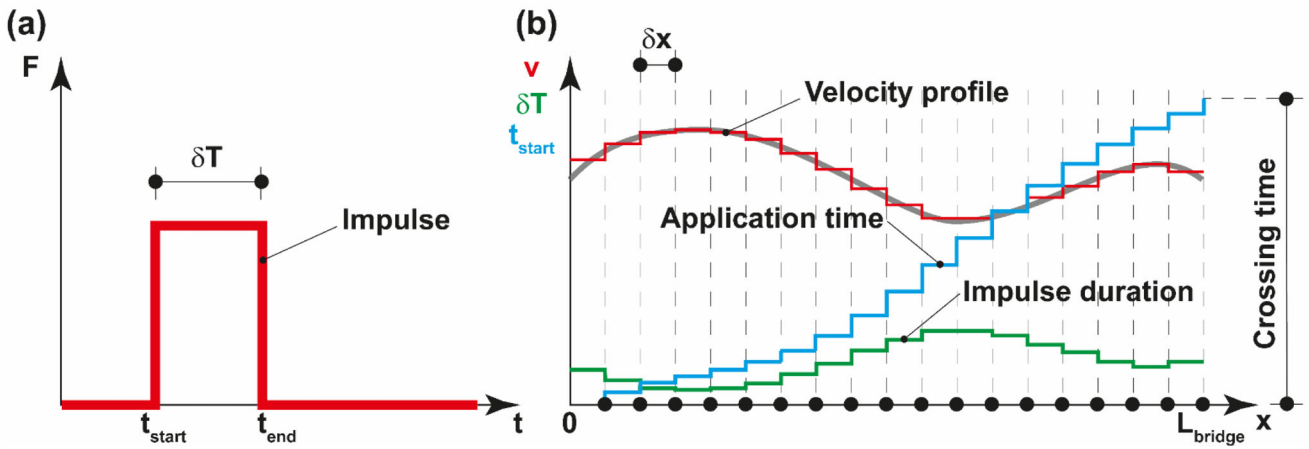 (a)
F
δT
Impulse
t_start
t_end
t
(b)
v
δT
t_start
δx
Velocity profile
Application time
Impulse duration
Crossing time
0
L_bridge
x